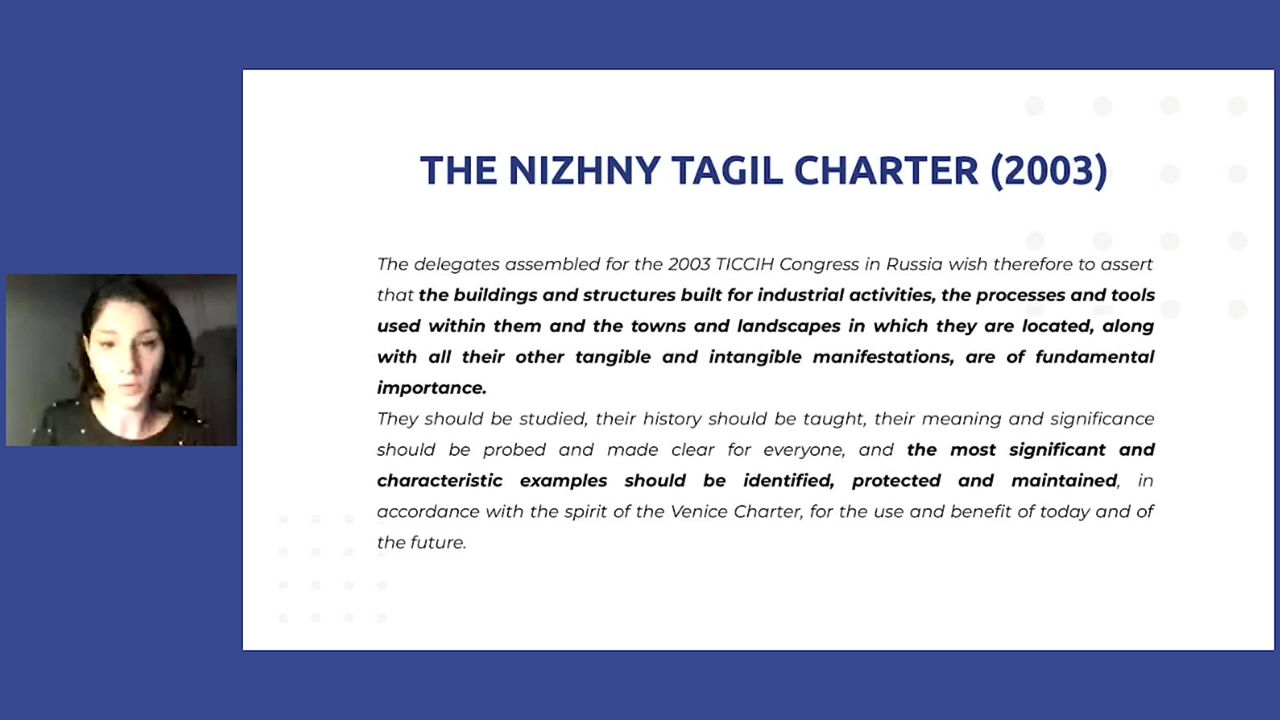 THE NIZHNY TAGIL CHARTER (2003)
The delegates assembled for the 2003 TICCIH Congress in Russia wish therefore to assert
that the buildings and structures built for industrial activities, the processes and tools
used within them and the towns and landscapes in which they are located, along
with all their other tangible and intangible manifestations, are of fundamental
importance.
They should be studied, their history should be taught, their meaning and significance
should be probed and made clear for everyone, and the most significant and
characteristic examples should be identified, protected and maintained, in
accordance with the spirit of the Venice Charter, for the use and benefit of today and of
the future.